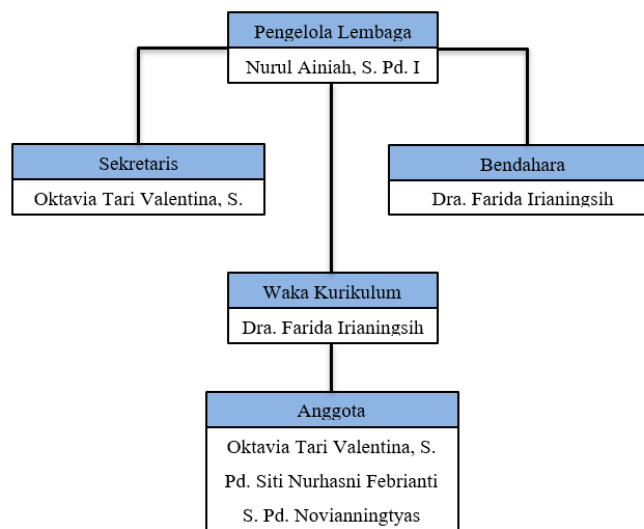 Pengelola Lembaga
Nurul Ainiah, S. Pd. I
Sekretaris
Oktavia Tari Valentina, S.
Bendahara
Dra. Farida Irianingsih
Waka Kurikulum
Dra. Farida Irianingsih
Anggota
Oktavia Tari Valentina, S.
Pd. Siti Nurhasni Febrianti
S. Pd. Novianningtyas